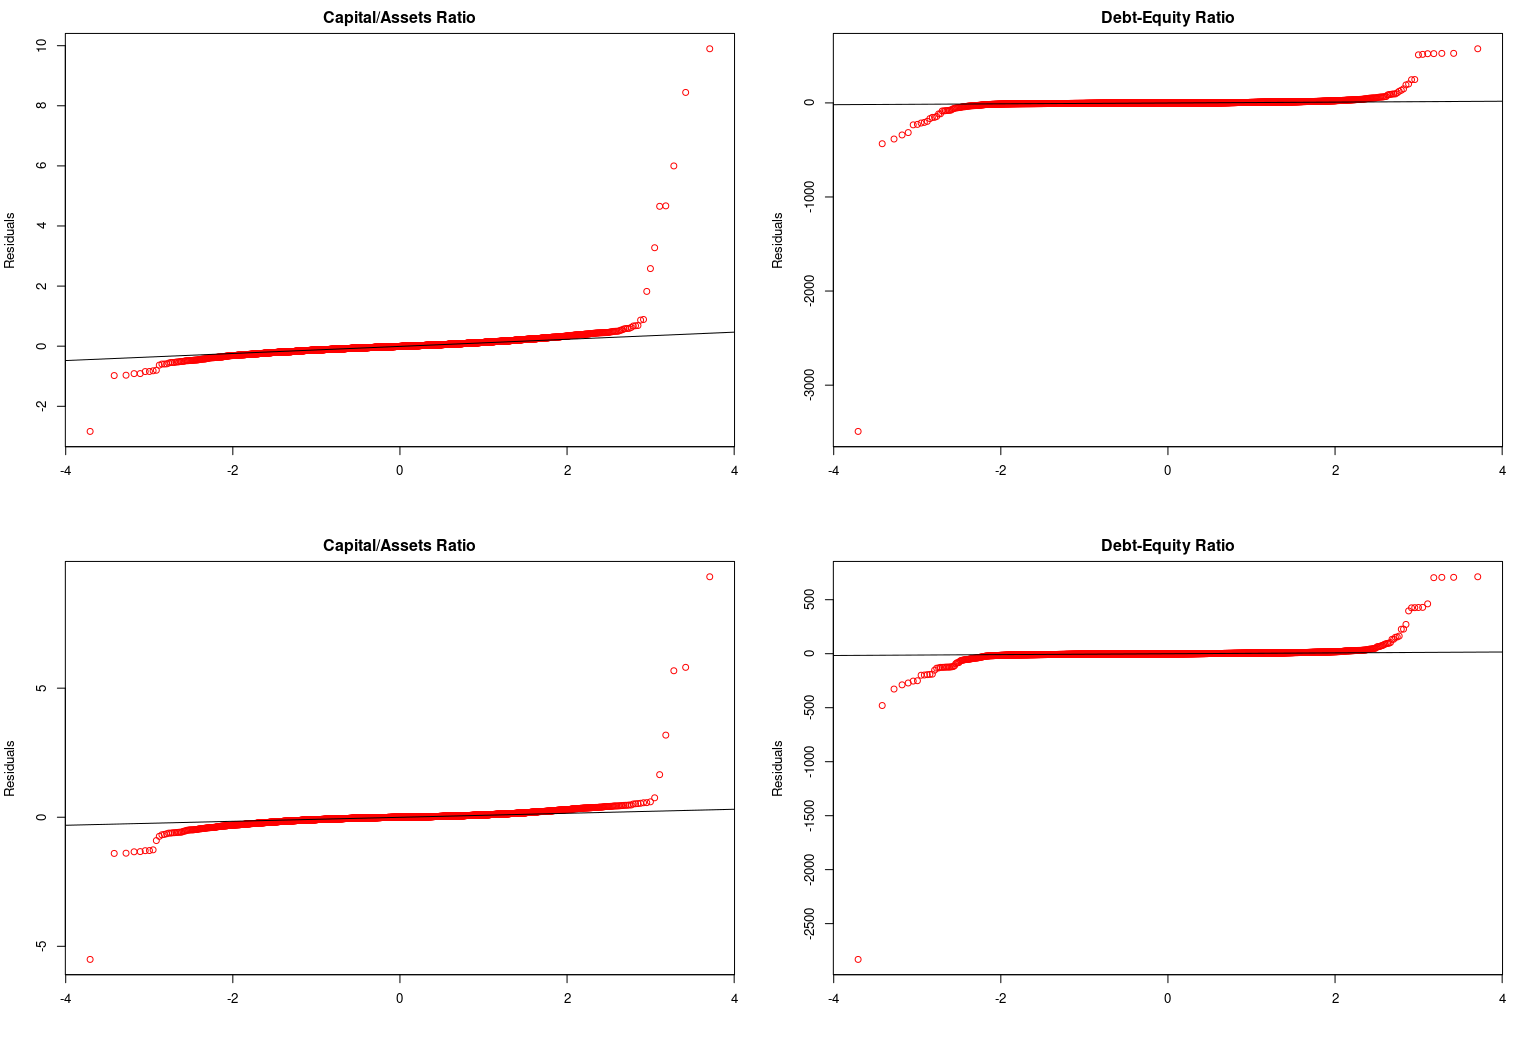 Capital/Assets Ratio
Residuals
10
8
6
4
2
0
-2
-4 -2 0 2 4
Debt-Equity Ratio
Residuals
0
-1000
-2000
-3000
-4 -2 0 2 4
Capital/Assets Ratio
Residuals
5
0
-5
-4 -2 0 2 4
Debt-Equity Ratio
Residuals
500
0
-500
-1000
-1500
-2000
-2500
-4 -2 0 2 4